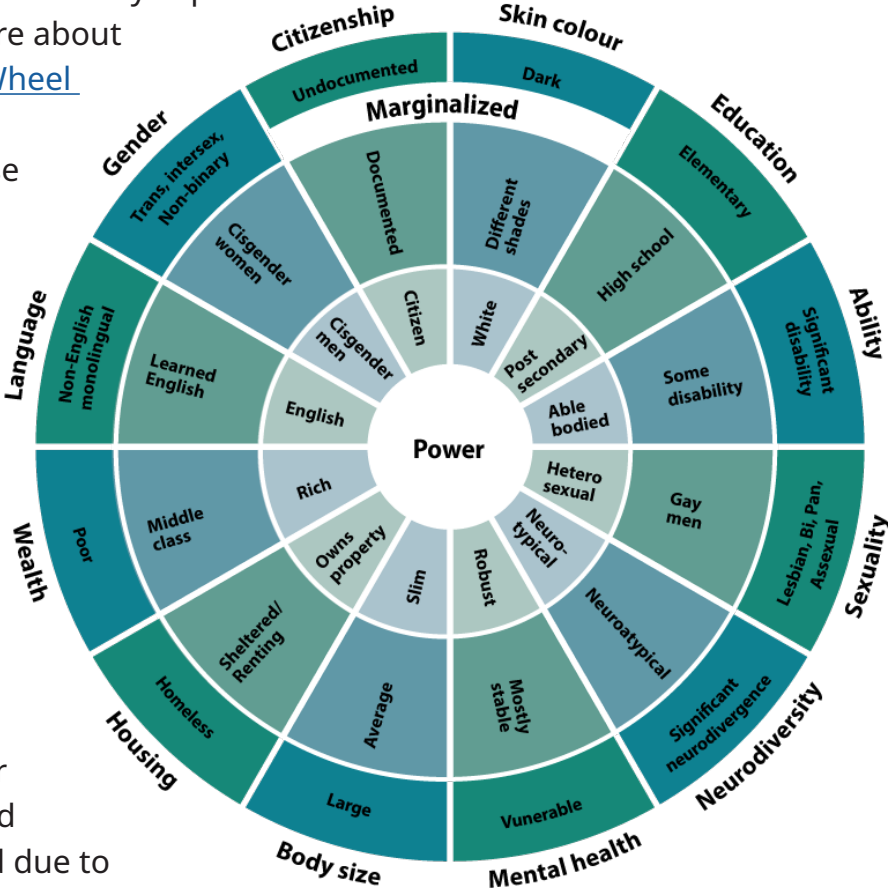 re about
Wheel
e
r
d
l due to
Citizenship
Undocumented
Documented
Citizen
Skin colour
Dark
Marginalized
Different
shades
White
Education
Elementary
High school
Post
secondary
Ability
Significant
disability
Some
disability
Able
bodied
Sexuality
Lesbian, Bi, Pan,
Assexual
Gay
men
Hetero
sexual
Neurodiversity
Significant
neurodivergence
Neuroatypical
Neuro-
typical
Mental health
Vunerable
Mostly
stable
Robust
Body size
Large
Average
Slim
Housing
Homeless
Sheltered/
Renting
Owns
property
Wealth
Poor
Middle
class
Rich
Language
Non-English
monolingual
Learned
English
English
Gender
Trans, intersex,
Non-binary
Cisgender
women
Cisgender
men
Power